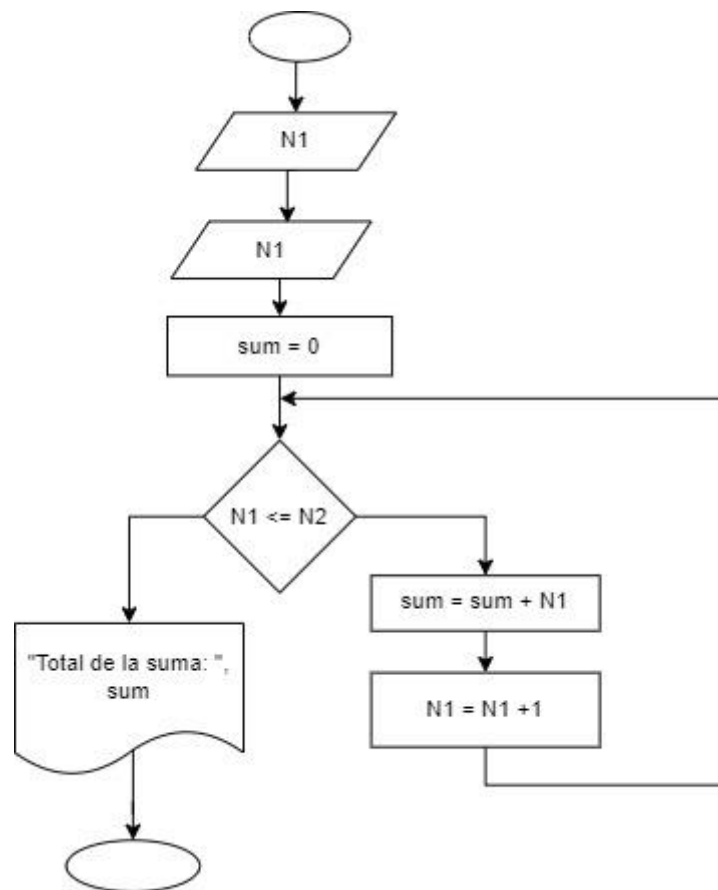 N1
N1
sum = 0
N1 <= N2
sum = sum + N1
"Total de la suma: ",
sum
N1 = N1 +1